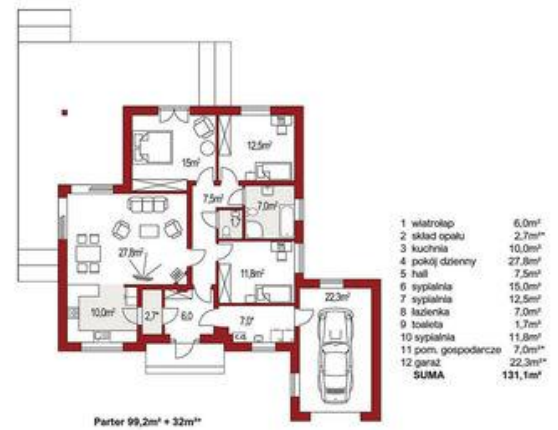 12,5m²
15m²
7,5m²
7,0m²
27,8m²
11,8m²
22,3m²
10,0m²
2,7*
6,0
7,0*
1 wiatrołap 6,0m²
2 skład opału 2,7m²*
3 kuchnia 10,0m²
4 pokój dzienny 27,8m²
5 hall 7,5m²
6 sypialnia 15,0m²
7 sypialnia 12,5m²
8 łazienka 7,0m²
9 toaleta 1,7m²
10 sypialnia 11,8m²
11 pom. gospodarcze 7,0m²*
12 garaż 22,3m²*
SUMA 131,1m²
Parter 99,2m² + 32m²*